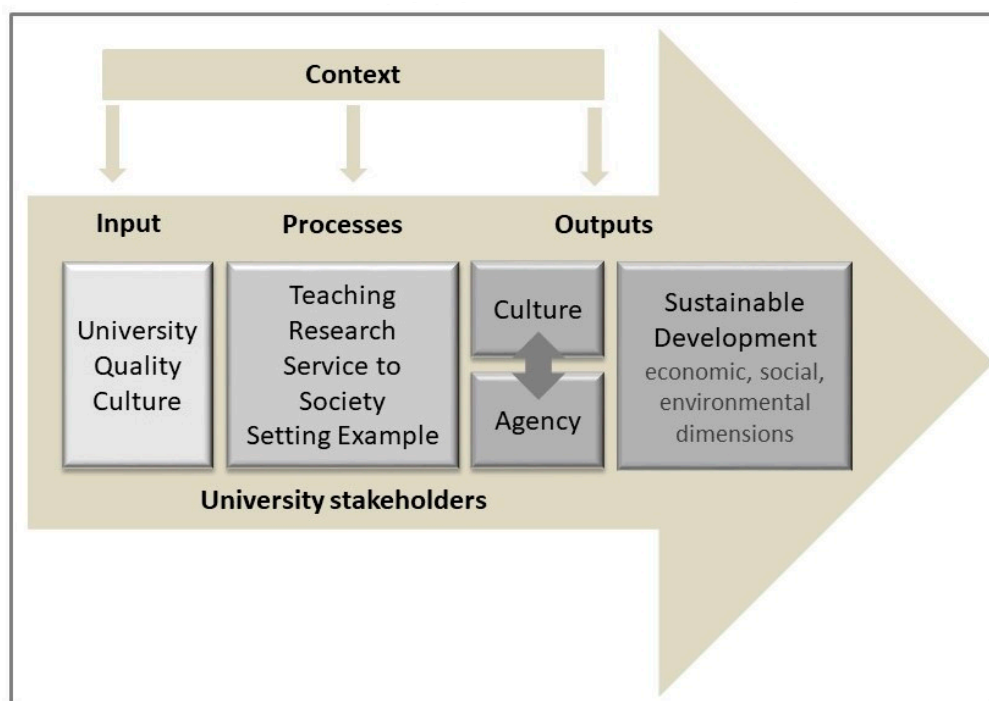 Context
Input
Processes
Outputs
University
Quality
Culture
Teaching
Research
Service to
Society
Setting Example
Culture
Agency
Sustainable
Development
economic, social,
environmental
dimensions
University stakeholders